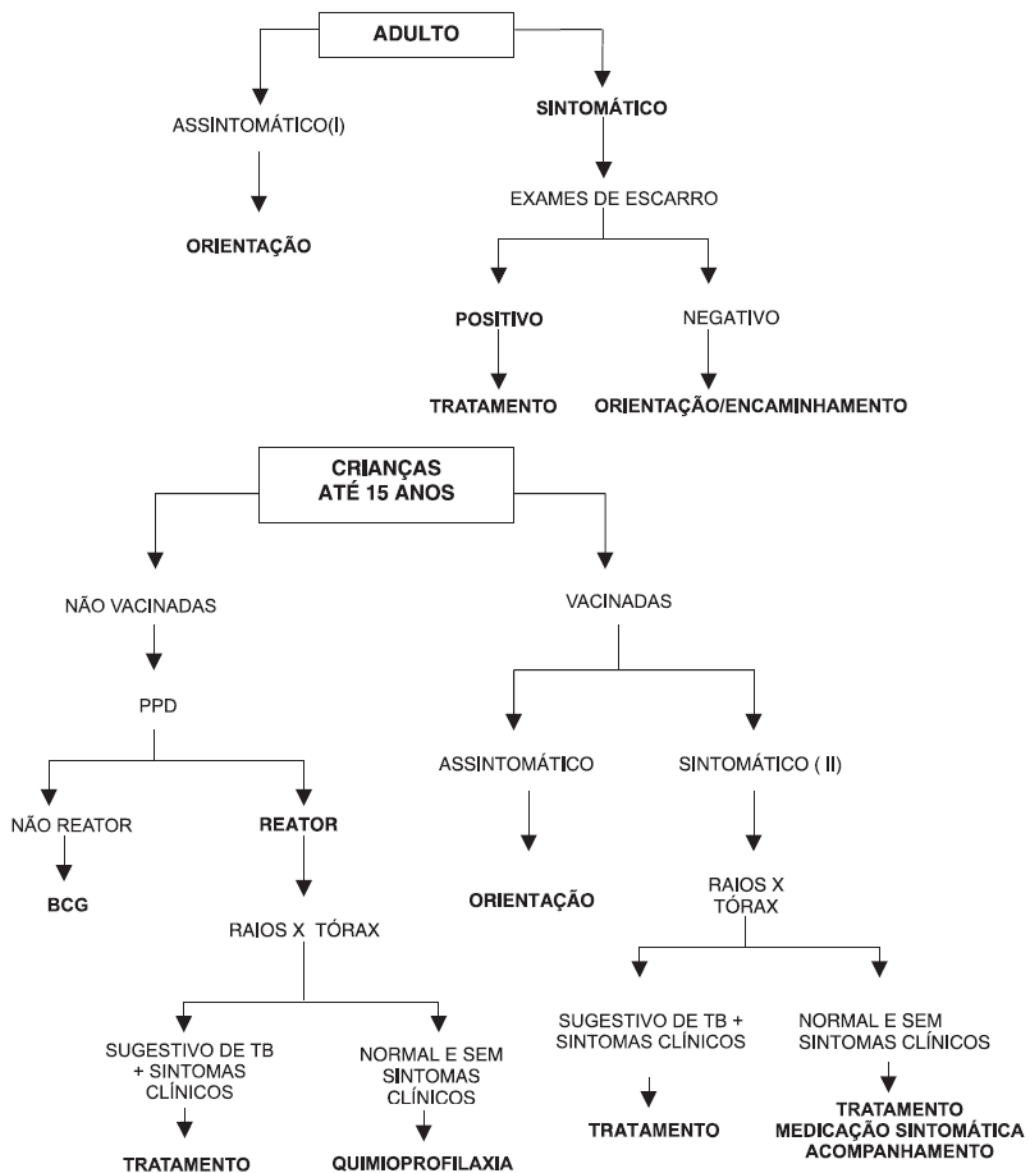 ADULTO
ASSINTOMÁTICO(I)
SINTOMÁTICO
EXAMES DE ESCARRO
ORIENTAÇÃO
POSITIVO
NEGATIVO
TRATAMENTO
ORIENTAÇÃO/ENCAMINHAMENTO
CRIANÇAS
ATÉ 15 ANOS
NÃO VACINADAS
VACINADAS
PPD
ASSINTOMÁTICO
SINTOMÁTICO ( II)
NÃO REATOR
REATOR
BCG
ORIENTAÇÃO
RAIOS X
TÓRAX
RAIOS X TÓRAX
SUGESTIVO DE TB +
SINTOMAS CLÍNICOS
NORMAL E SEM
SINTOMAS CLÍNICOS
SUGESTIVO DE TB
+ SINTOMAS
CLÍNICOS
NORMAL E SEM
SINTOMAS
CLÍNICOS
TRATAMENTO
TRATAMENTO
MEDICAÇÃO SINTOMÁTICA
ACOMPANHAMENTO
TRATAMENTO
QUIMIOPROFILAXIA